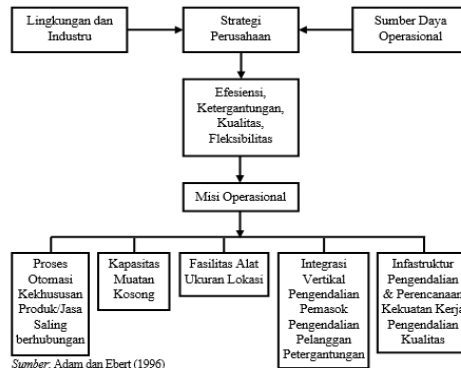 Lingkungan dan
Industru
Strategi
Perusahaan
Sumber Daya
Operasional
Efesiensi,
Ketergantungan,
Kualitas,
Fleksibilitas
Misi Operasional
Proses
Otomasi
Kekhususan
Produk/Jasa
Saling
berhubungan
Kapasitas
Muatan
Kosong
Fasilitas Alat
Ukuran Lokasi
Integrasi
Vertikal
Pengendalian
Pemasok
Pengendalian
Pelanggan
Petergantungan
Infastruktur
Pengendalian
& Perencanaan
Kekuatan Kerja
Pengendalian
Kualitas
Sumber: Adam dan Ebert (1996)